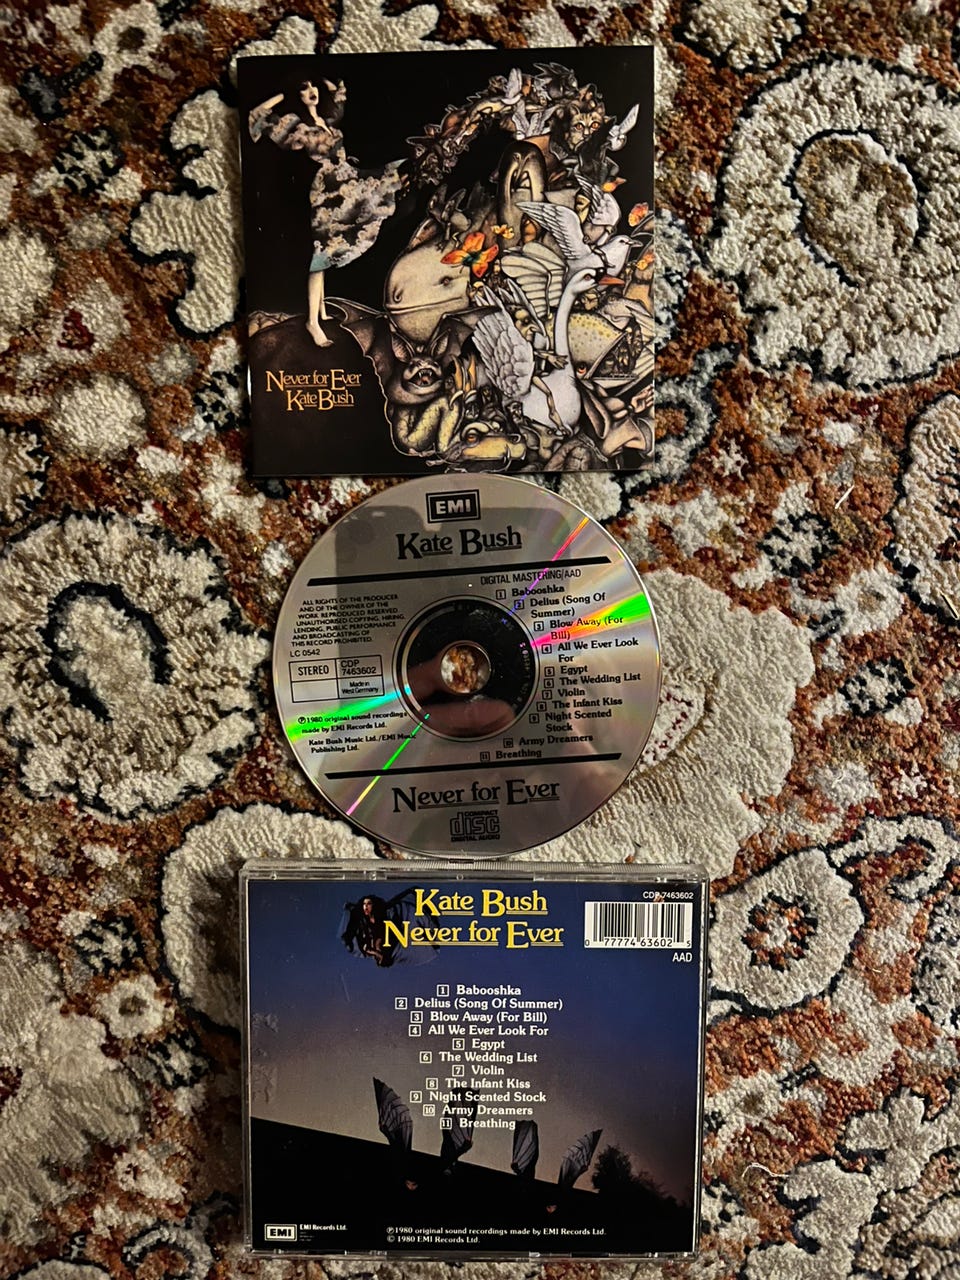 Never for Ever
Kate Bush
EMI
Kate Bush
DIGITAL MASTERING/AAD
ALL RIGHTS OF THE PRODUCER
AND OF THE OWNER OF THE
WORK REPRODUCED RESERVED.
UNAUTHORISED COPYING, HIRING,
LENDING, PUBLIC PERFORMANCE
AND BROADCASTING OF
THIS RECORD PROHIBITED.
LC 0542
STEREO
CDP
7463602
Made in
West Germany
℗1980 original sound recordings
made by EMI Records Ltd.
Kate Bush Music Ltd./EMI Music
Publishing Ltd.
1 Babooshka
2 Delius (Song Of
Summer)
3 Blow Away (For
Bill)
4 All We Ever Look
For
5 Egypt
6 The Wedding List
7 Violin
8 The Infant Kiss
9 Night Scented
Stock
10 Army Dreamers
11 Breathing
Never for Ever
COMPACT
disc
DIGITAL AUDIO
Kate Bush
Never for Ever
CDP 7463602
0 77774 63602 5
AAD
1 Babooshka
2 Delius (Song Of Summer)
3 Blow Away (For Bill)
4 All We Ever Look For
5 Egypt
6 The Wedding List
7 Violin
8 The Infant Kiss
9 Night Scented Stock
10 Army Dreamers
11 Breathing
EMI
EMI Records Ltd.
℗1980 original sound recordings made by EMI Records Ltd.
© 1980 EMI Records Ltd.